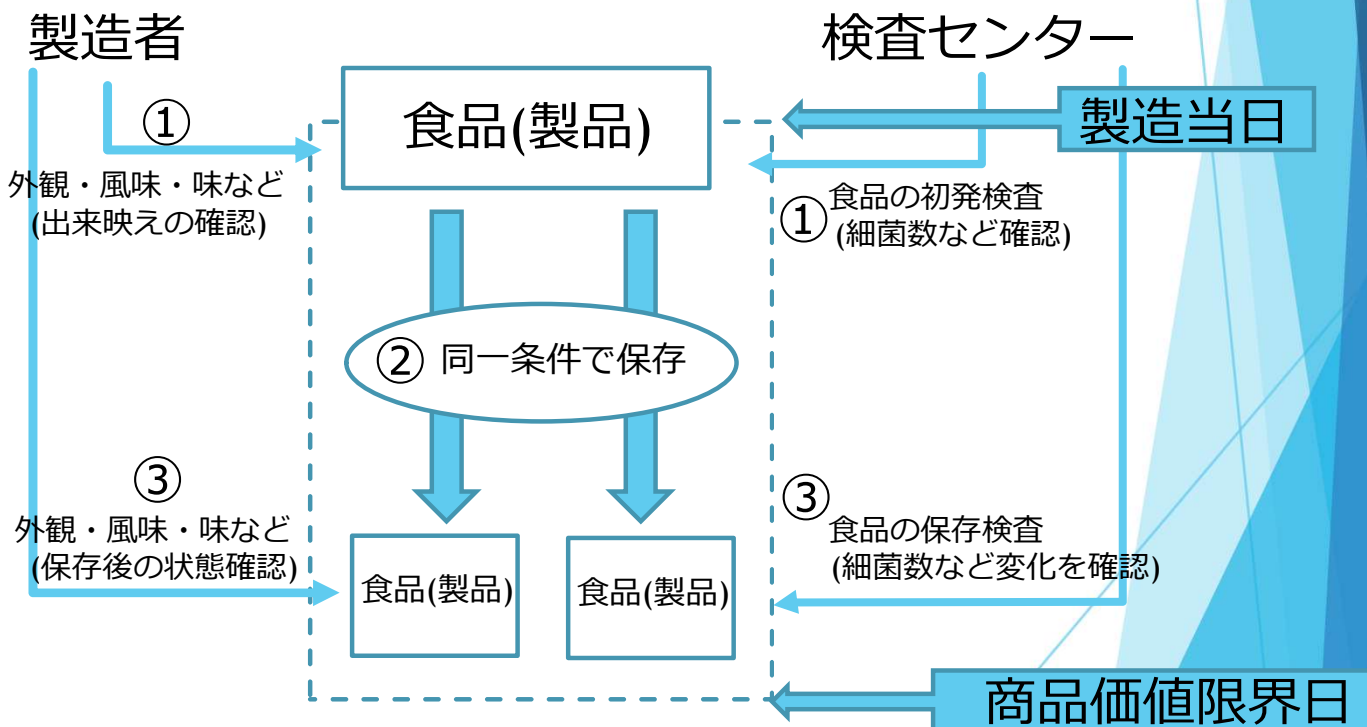 製造者
検査センター
食品(製品)
製造当日
①
外観・風味・味など
(出来映えの確認)
①
食品の初発検査
(細菌数など確認)
② 同一条件で保存
③
外観・風味・味など
(保存後の状態確認)
③
食品の保存検査
(細菌数など変化を確認)
食品(製品)
食品(製品)
商品価値限界日